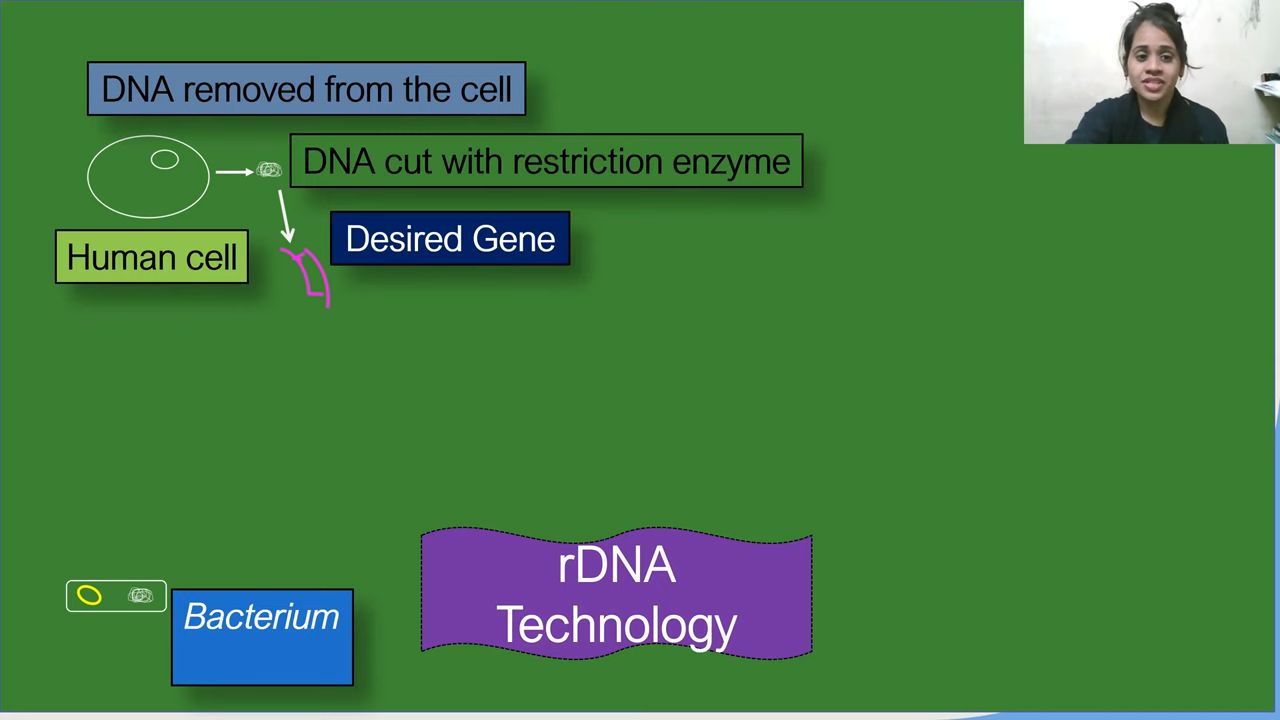 DNA removed from the cell
DNA cut with restriction enzyme
Desired Gene
Human cell
rDNA
Technology
Bacterium